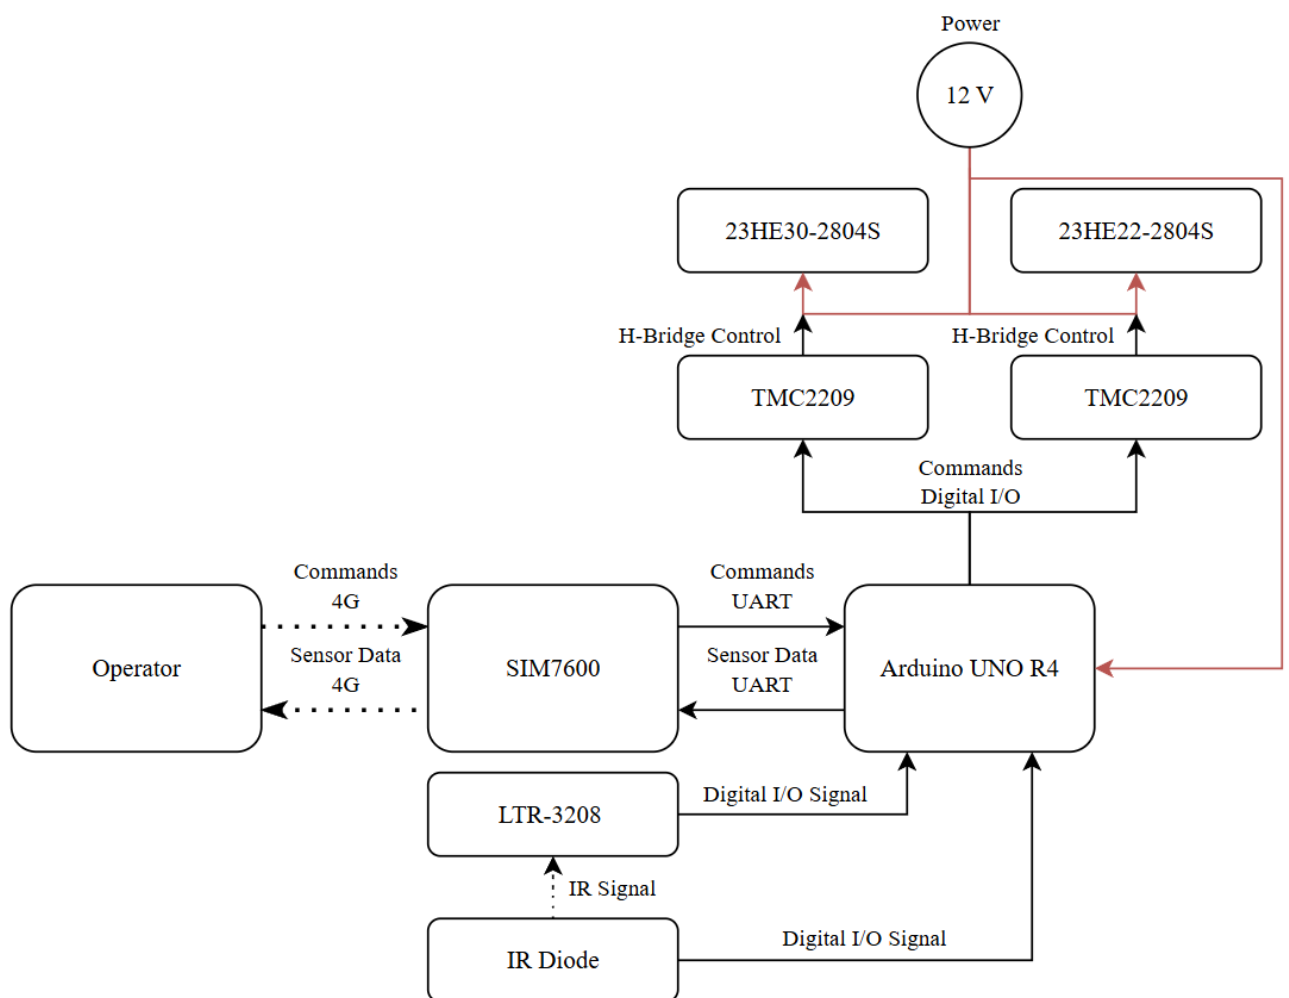 Power
12 V
23HE30-2804S
23HE22-2804S
H-Bridge Control
H-Bridge Control
TMC2209
TMC2209
Commands
Digital I/O
Commands
4G
Commands
UART
Operator
Sensor Data
4G
SIM7600
Sensor Data
UART
Arduino UNO R4
LTR-3208
Digital I/O Signal
IR Signal
IR Diode
Digital I/O Signal